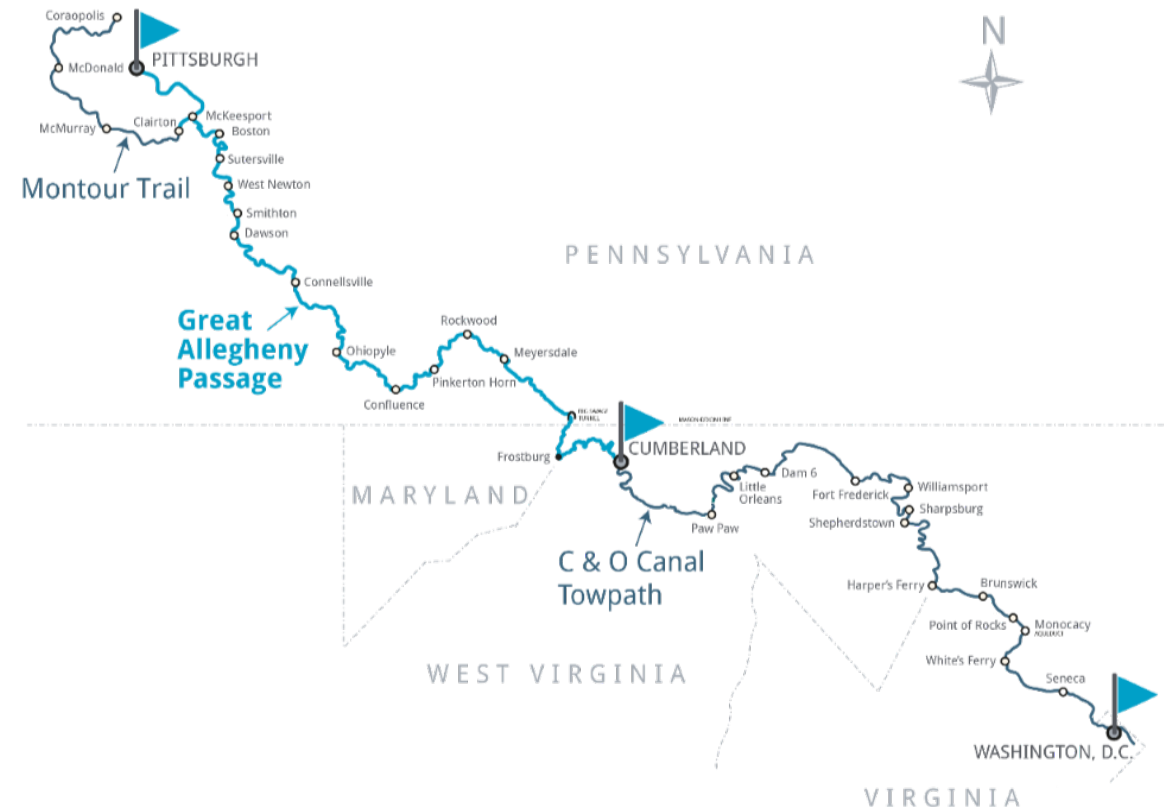 Coraopolis
N
PITTSBURGH
McDonald
McKeesport
Clairton
McMurray
Boston
Sutersville
Montour Trail
West Newton
Smithton
Dawson
PENNSYLVANIA
Connellsville
Great
Allegheny
Passage
Rockwood
Ohiopyle
Meyersdale
Pinkerton Horn
Confluence
CUMBERLAND
Frostburg
MARYLAND
Dam 6
Little
Orleans
Fort Frederick
Williamsport
Sharpsburg
Shepherdstown
Paw Paw
C & O Canal
Towpath
Harper's Ferry
Brunswick
Point of Rocks
Monocacy
White's Ferry
WEST VIRGINIA
Seneca
WASHINGTON, D.C.
VIRGINIA